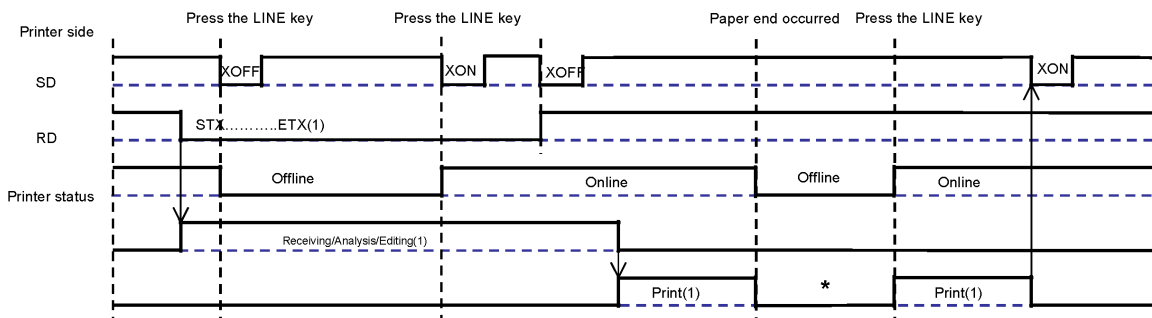 Press the LINE key Press the LINE key Paper end occurred Press the LINE key
Printer side
SD XOFF XON XOFF XON
RD STX...........ETX(1)
Printer status Offline Online Offline Online
Receiving/Analysis/Editing(1)
Print(1) * Print(1)